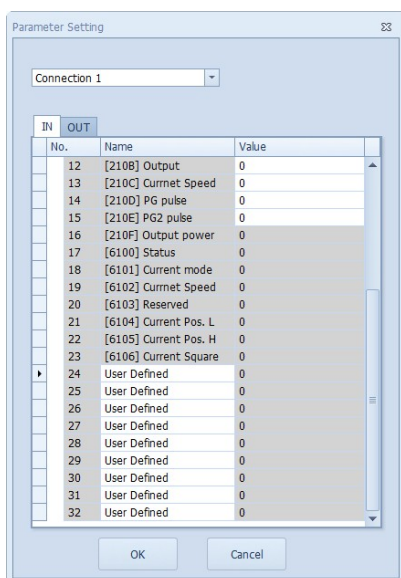 Parameter Setting
Connection 1
IN OUT
No. Name Value
12 [210B] Output 0
13 [210C] Currnet Speed 0
14 [210D] PG pulse 0
15 [210E] PG2 pulse 0
16 [210F] Output power 0
17 [6100] Status 0
18 [6101] Current mode 0
19 [6102] Currnet Speed 0
20 [6103] Reserved 0
21 [6104] Current Pos. L 0
22 [6105] Current Pos. H 0
23 [6106] Current Square 0
24 User Defined 0
25 User Defined 0
26 User Defined 0
27 User Defined 0
28 User Defined 0
29 User Defined 0
30 User Defined 0
31 User Defined 0
32 User Defined 0
OK Cancel